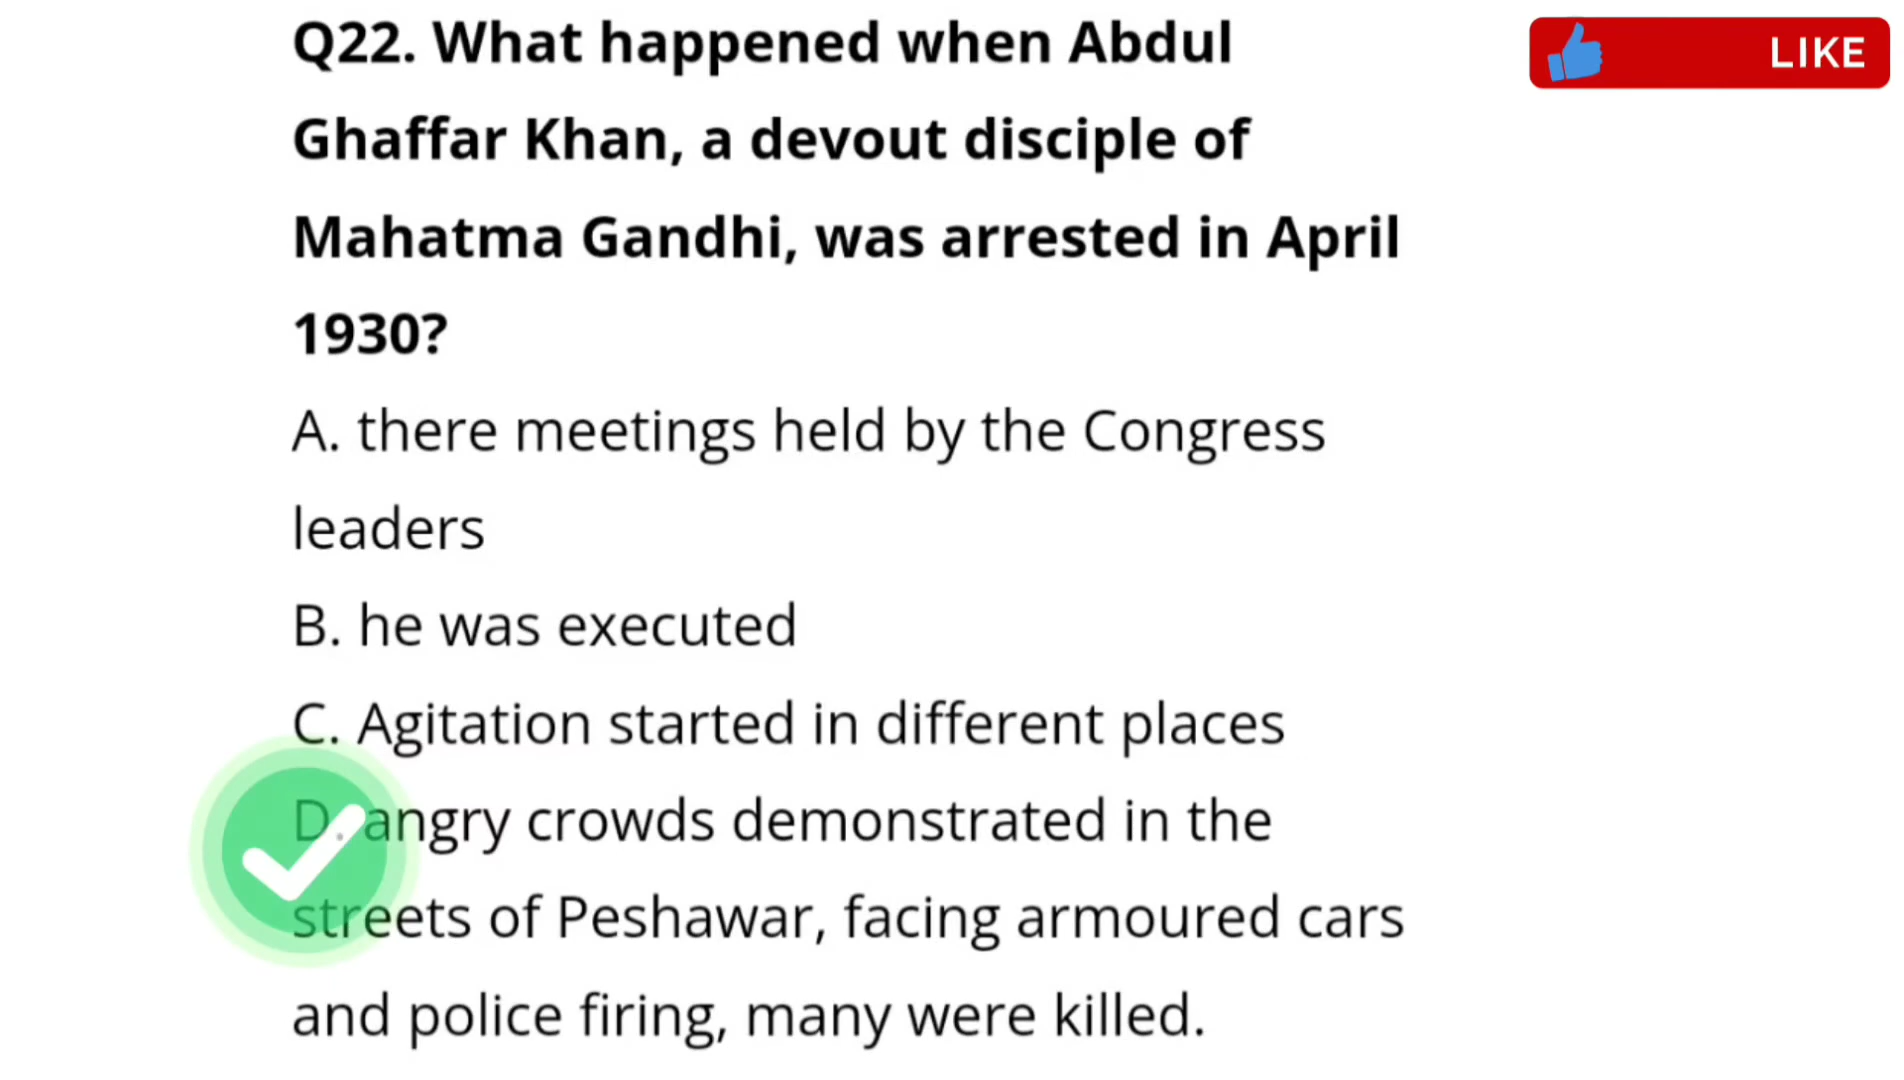 Q22. What happened when Abdul
LIKE
Ghaffar Khan, a devout disciple of
Mahatma Gandhi, was arrested in April
1930?
A. there meetings held by the Congress
leaders
B. he was executed
C. Agitation started in different places
D. angry crowds demonstrated in the
streets of Peshawar, facing armoured cars
and police firing, many were killed.